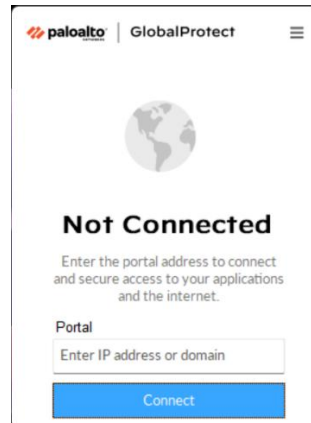 paloalto GlobalProtect
NETWORKS
Not Connected
Enter the portal address to connect
and secure access to your applications
and the internet.
Portal
Enter IP address or domain
Connect